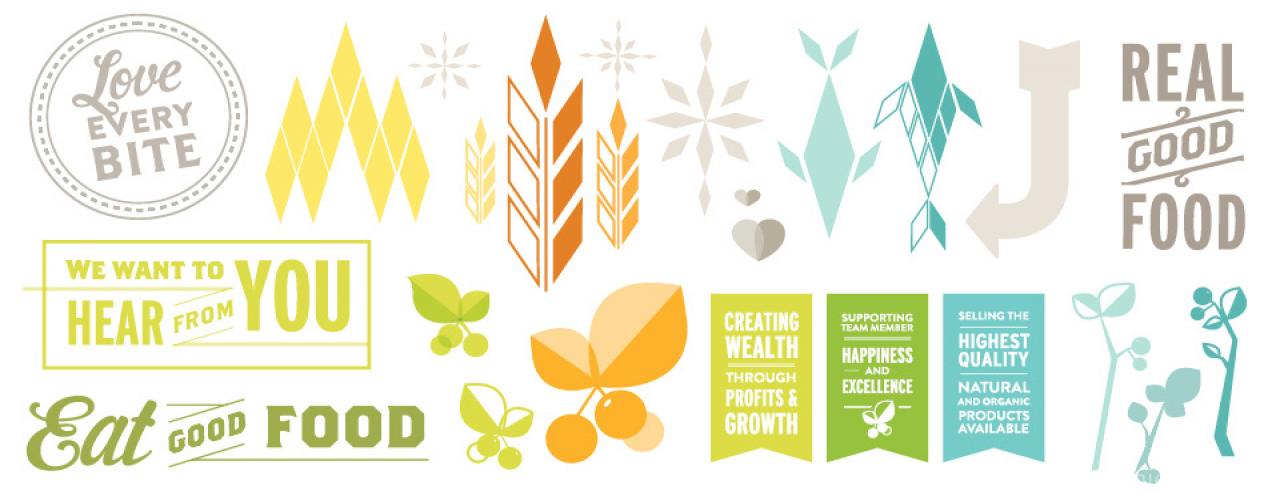 Love
EVERY
BITE
REAL
GOOD
FOOD
WE WANT TO
HEAR FROM YOU
Eat GOOD FOOD
CREATING
WEALTH
THROUGH
PROFITS &
GROWTH
SUPPORTING
TEAM MEMBER
HAPPINESS
AND
EXCELLENCE
SELLING THE
HIGHEST
QUALITY
NATURAL
AND ORGANIC
PRODUCTS
AVAILABLE